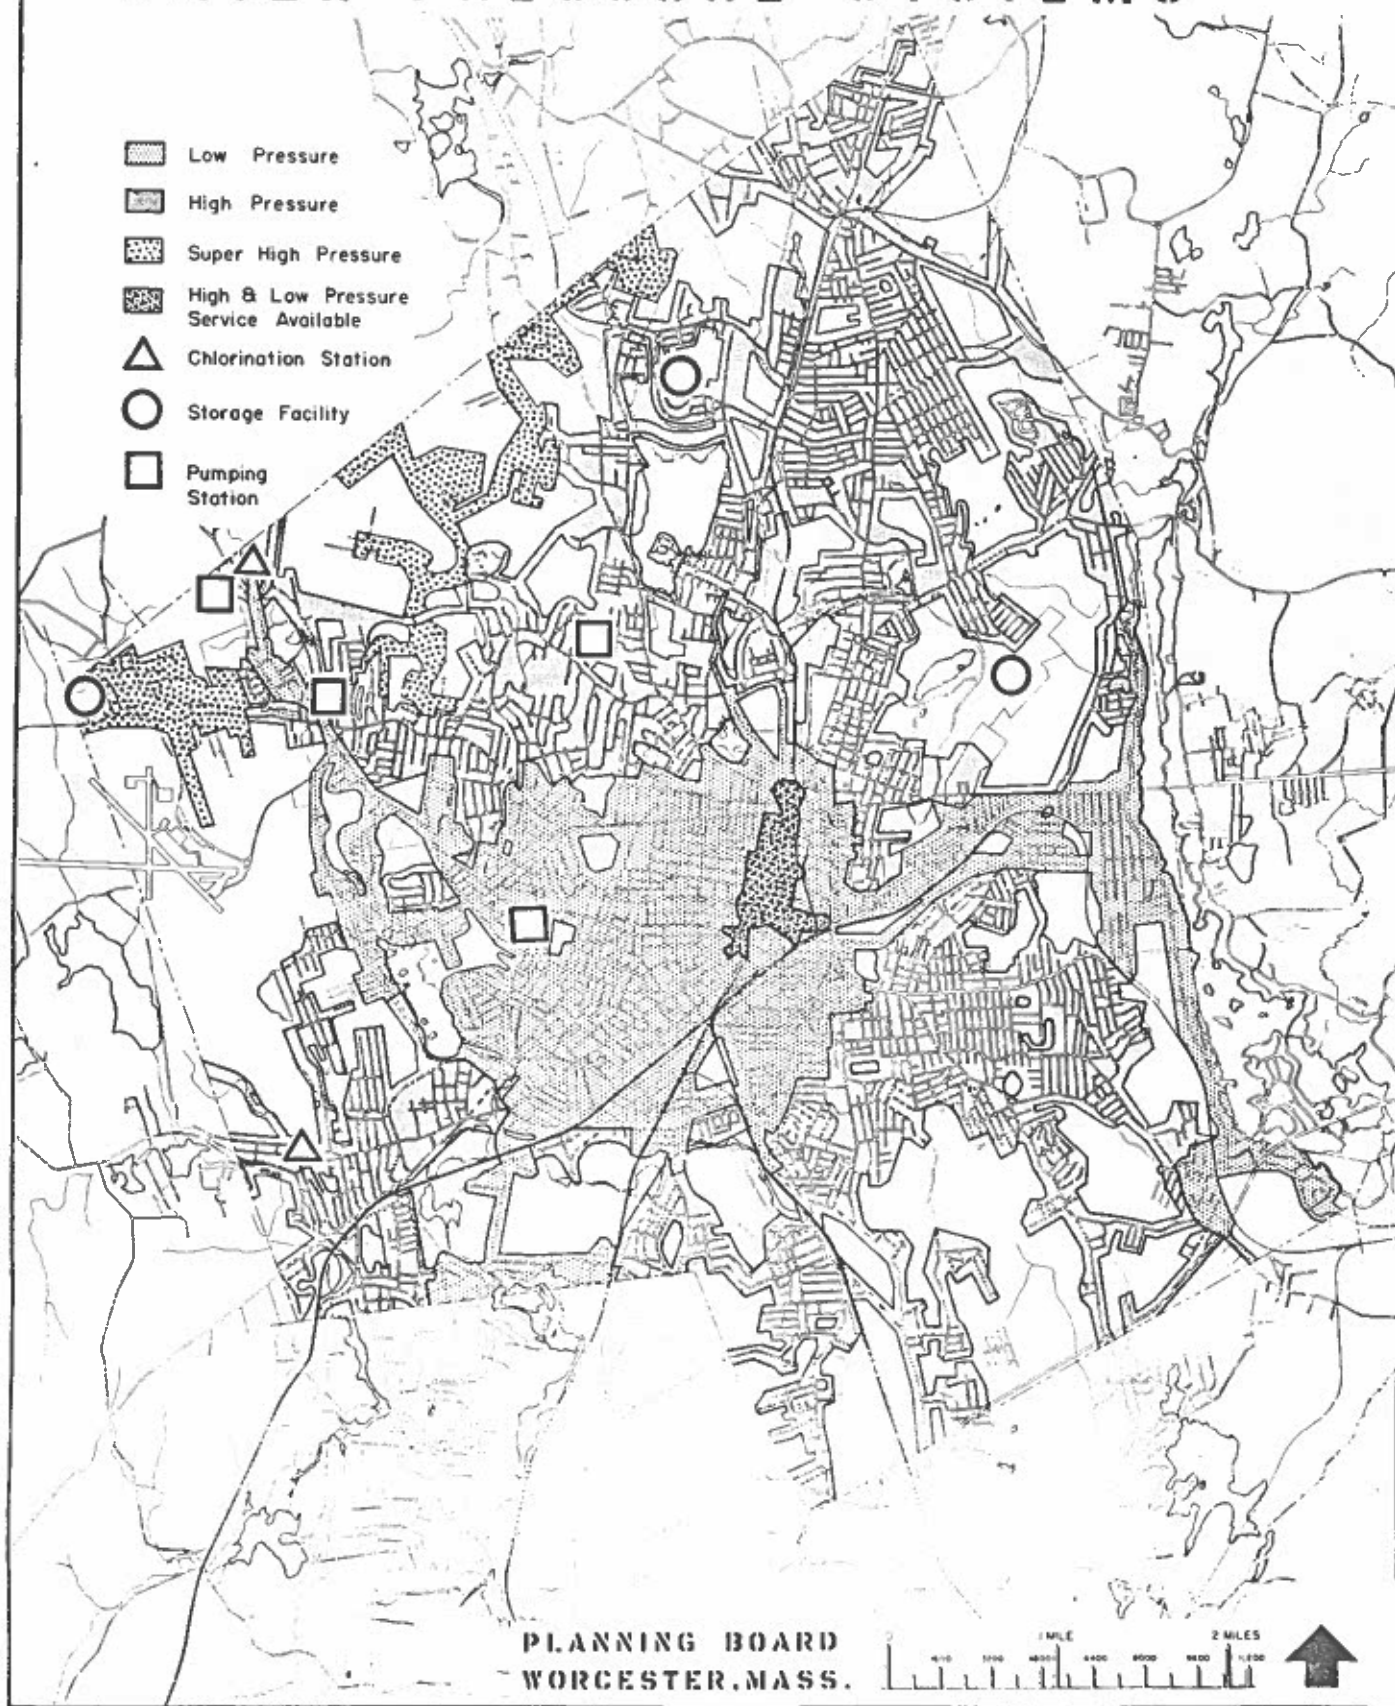 Low Pressure
High Pressure
Super High Pressure
High & Low Pressure
Service Available
Chlorination Station
Storage Facility
Pumping
Station
PLANNING BOARD
WORCESTER, MASS.
0
1 MILE
2 MILES